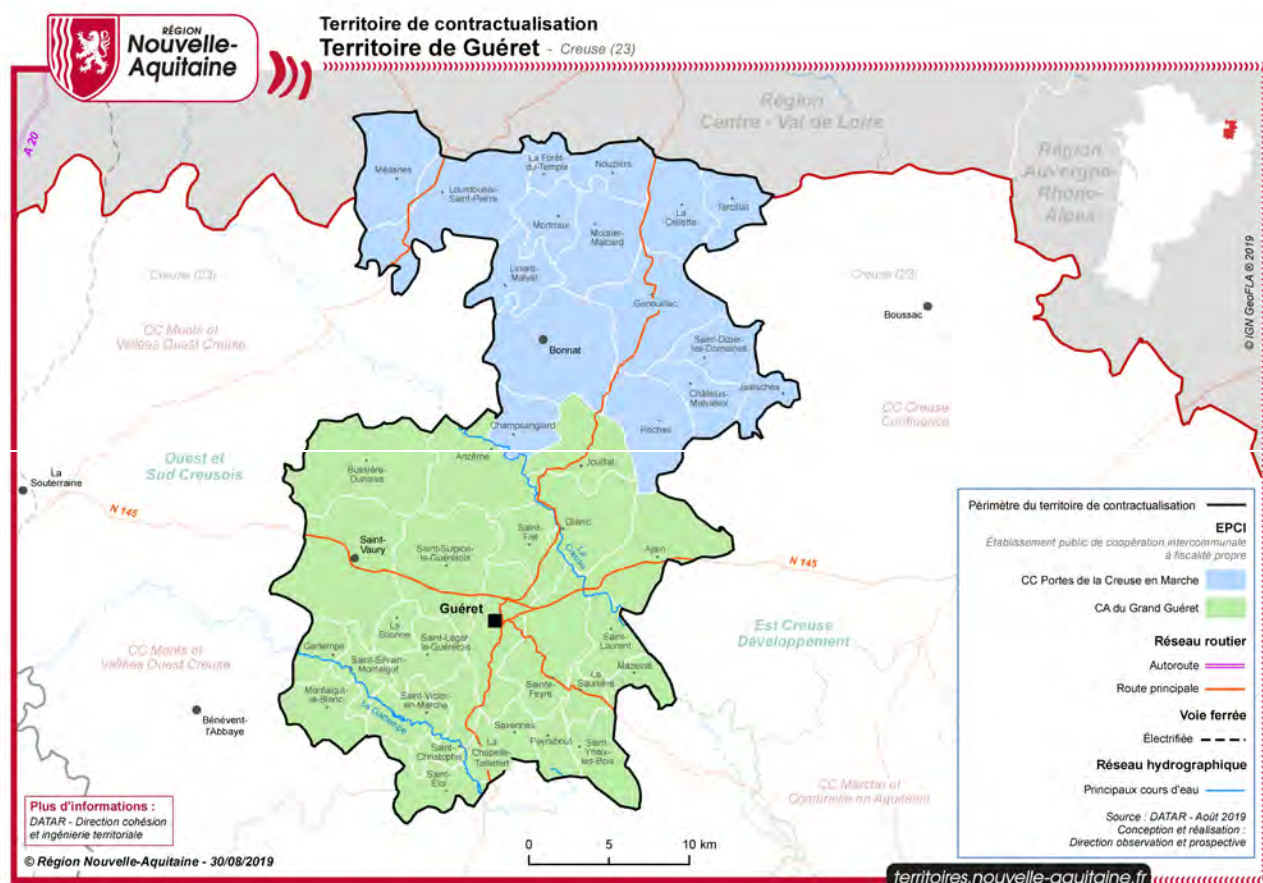 RÉGION
Nouvelle-
Aquitaine
Territoire de contractualisation
Territoire de Guéret - Creuse (23)
A 20
Région
Centre - Val de Loire
Région
Auvergne-
Rhône-
Alpes
© IGN GeoFLA ® 2019
Méasnes
Lourdoueix-
Saint-Pierre
La Forêt-
du-Temple
Nouziers
Mortroux
Moutier-
Malcard
La
Cellette
Tercillat
Linard-
Malval
Genouillac
Creuse (23)
Creuse (23)
CC Monts et
Vallées Ouest Creuse
Bonnat
Boussac
Saint-Dizier-
les-Domaines
Châtelus-
Malvaleix
Jalesches
Roches
CC Creuse
Confluence
Champsanglard
Anzême
Jouillat
Bussière-
Dunoise
Ouest et
Sud Creusois
La
Souterraine
N 145
Saint-
Vaury
Saint-Sulpice-
le-Guérétois
Saint-
Fiel
Glénic
La
Creuse
Ajain
N 145
Guéret
La
Brionne
Saint-Léger-
le-Guérétois
Gartempe
Saint-Silvain-
Montaigut
Montaigut-
le-Blanc
Saint-Victor-
en-Marche
La Gartempe
Saint-
Laurent
Mazeirat
La
Saunière
Sainte-
Feyre
Savennes
Peyrabout
Saint-
Yrieix-
les-Bois
Saint-
Christophe
La
Chapelle-
Taillefert
Saint-
Éloi
CC Monts et
Vallées Ouest Creuse
Bénévent-
l'Abbaye
Est Creuse
Développement
CC Marche et
Combraille en Aquitaine
Périmètre du territoire de contractualisation
EPCI
Établissement public de coopération intercommunale
à fiscalité propre
CC Portes de la Creuse en Marche
CA du Grand Guéret
Réseau routier
Autoroute
Route principale
Voie ferrée
Électrifiée
Réseau hydrographique
Principaux cours d'eau
Source : DATAR - Août 2019
Conception et réalisation :
Direction observation et prospective
Plus d'informations :
DATAR - Direction cohésion
et ingénierie territoriale
© Région Nouvelle-Aquitaine - 30/08/2019
0 5 10 km
territoires.nouvelle-aquitaine.fr